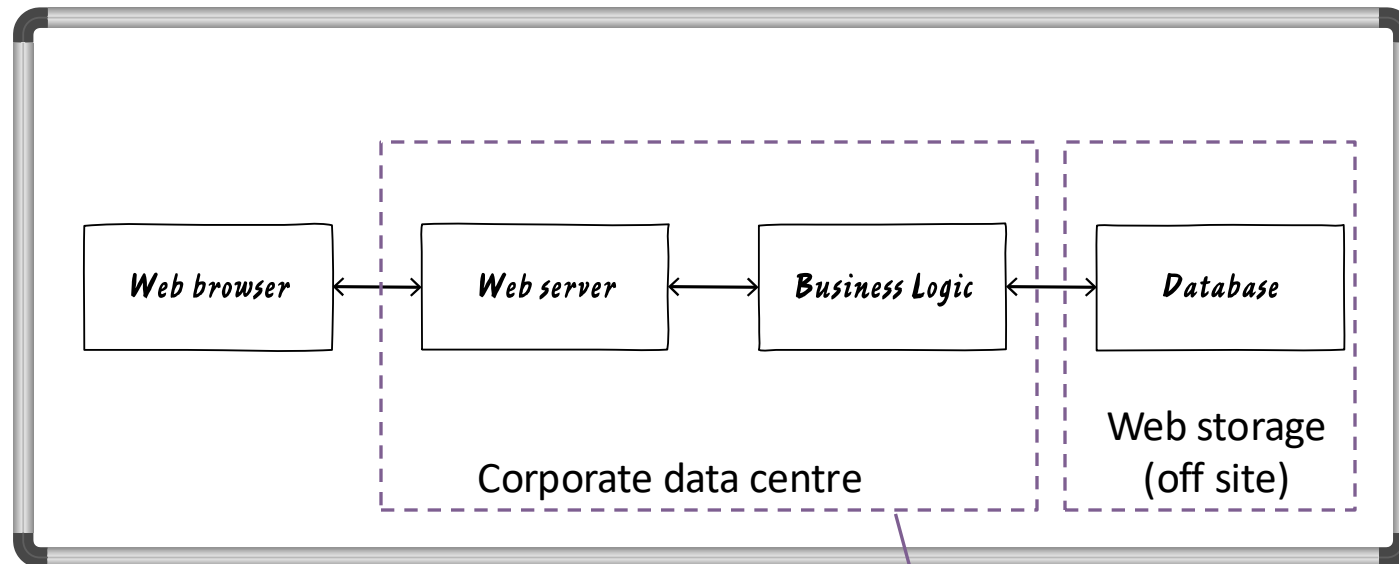 Web browser
Web server
Business Logic
Database
Corporate data centre
Web storage
(off site)